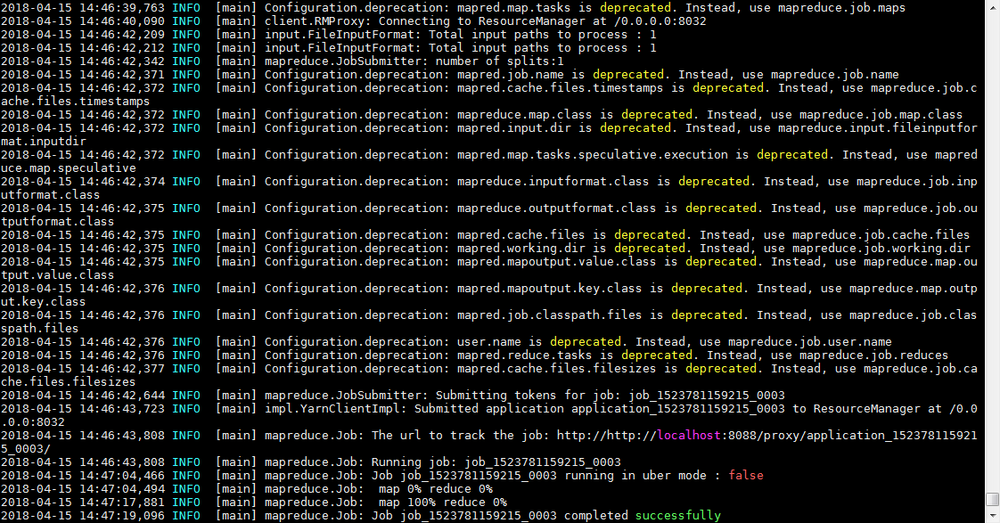 2018-04-15 14:46:39,763 INFO  [main] Configuration.deprecation: mapred.map.tasks is deprecated. Instead, use mapreduce.job.maps
2018-04-15 14:46:40,090 INFO  [main] client.RMProxy: Connecting to ResourceManager at /0.0.0.0:8032
2018-04-15 14:46:42,209 INFO  [main] input.FileInputFormat: Total input paths to process : 1
2018-04-15 14:46:42,212 INFO  [main] input.FileInputFormat: Total input paths to process : 1
2018-04-15 14:46:42,342 INFO  [main] mapreduce.JobSubmitter: number of splits:1
2018-04-15 14:46:42,371 INFO  [main] Configuration.deprecation: mapred.job.name is deprecated. Instead, use mapreduce.job.name
2018-04-15 14:46:42,372 INFO  [main] Configuration.deprecation: mapred.cache.files.timestamps is deprecated. Instead, use mapreduce.job.c
ache.files.timestamps
2018-04-15 14:46:42,372 INFO  [main] Configuration.deprecation: mapreduce.map.class is deprecated. Instead, use mapreduce.job.map.class
2018-04-15 14:46:42,372 INFO  [main] Configuration.deprecation: mapred.input.dir is deprecated. Instead, use mapreduce.input.fileinputfor
mat.inputdir
2018-04-15 14:46:42,372 INFO  [main] Configuration.deprecation: mapred.map.tasks.speculative.execution is deprecated. Instead, use mapred
uce.map.speculative
2018-04-15 14:46:42,374 INFO  [main] Configuration.deprecation: mapreduce.inputformat.class is deprecated. Instead, use mapreduce.job.inp
utformat.class
2018-04-15 14:46:42,375 INFO  [main] Configuration.deprecation: mapreduce.outputformat.class is deprecated. Instead, use mapreduce.job.ou
tputformat.class
2018-04-15 14:46:42,375 INFO  [main] Configuration.deprecation: mapred.cache.files is deprecated. Instead, use mapreduce.job.cache.files
2018-04-15 14:46:42,375 INFO  [main] Configuration.deprecation: mapred.working.dir is deprecated. Instead, use mapreduce.job.working.dir
2018-04-15 14:46:42,375 INFO  [main] Configuration.deprecation: mapred.mapoutput.value.class is deprecated. Instead, use mapreduce.map.ou
tput.value.class
2018-04-15 14:46:42,376 INFO  [main] Configuration.deprecation: mapred.mapoutput.key.class is deprecated. Instead, use mapreduce.map.outp
ut.key.class
2018-04-15 14:46:42,376 INFO  [main] Configuration.deprecation: mapred.job.classpath.files is deprecated. Instead, use mapreduce.job.clas
spath.files
2018-04-15 14:46:42,376 INFO  [main] Configuration.deprecation: user.name is deprecated. Instead, use mapreduce.job.user.name
2018-04-15 14:46:42,376 INFO  [main] Configuration.deprecation: mapred.reduce.tasks is deprecated. Instead, use mapreduce.job.reduces
2018-04-15 14:46:42,377 INFO  [main] Configuration.deprecation: mapred.cache.files.filesizes is deprecated. Instead, use mapreduce.job.ca
che.files.filesizes
2018-04-15 14:46:42,644 INFO  [main] mapreduce.JobSubmitter: Submitting tokens for job: job_1523781159215_0003
2018-04-15 14:46:43,723 INFO  [main] impl.YarnClientImpl: Submitted application application_1523781159215_0003 to ResourceManager at /0.0
.0.0:8032
2018-04-15 14:46:43,808 INFO  [main] mapreduce.Job: The url to track the job: http://http://localhost:8088/proxy/application_152378115921
5_0003/
2018-04-15 14:46:43,808 INFO  [main] mapreduce.Job: Running job: job_1523781159215_0003
2018-04-15 14:47:04,466 INFO  [main] mapreduce.Job: Job job_1523781159215_0003 running in uber mode : false
2018-04-15 14:47:04,494 INFO  [main] mapreduce.Job:  map 0% reduce 0%
2018-04-15 14:47:17,881 INFO  [main] mapreduce.Job:  map 100% reduce 0%
2018-04-15 14:47:19,096 INFO  [main] mapreduce.Job: Job job_1523781159215_0003 completed successfully